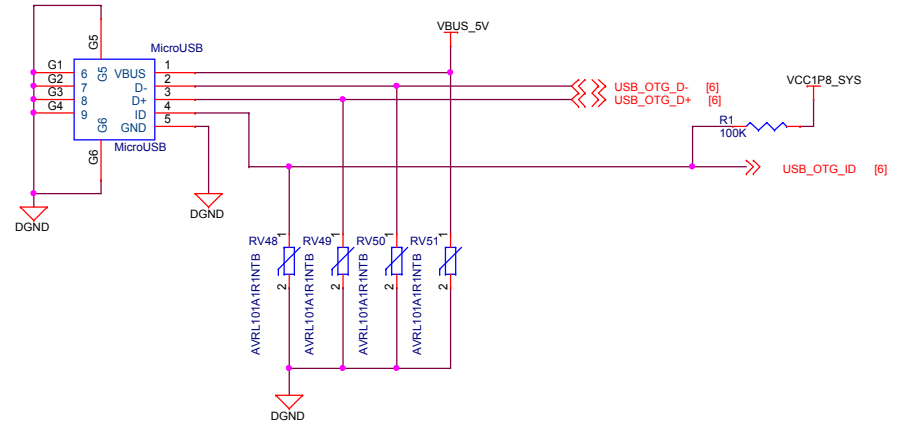 VBUS_5V
G5
MicroUSB
G1
6
G5
VBUS
1
G2
7
D-
2
USB_OTG_D- [6]
G3
8
D+
3
USB_OTG_D+ [6]
G4
9
ID
4
G6
GND
5
MicroUSB
G6
VCC1P8_SYS
R1
100K
USB_OTG_ID [6]
DGND
DGND
RV48
1
RV49
1
RV50
1
RV51
1
AVRL101A1R1NTB
2
AVRL101A1R1NTB
2
AVRL101A1R1NTB
2
AVRL101A1R1NTB
2
DGND